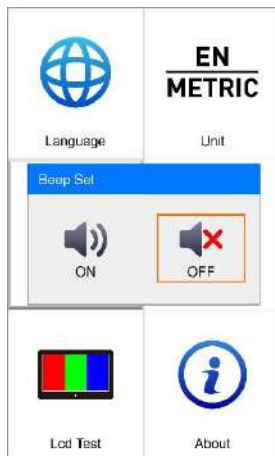 EN
METRIC
Language
Unit
Beep Set
ON
OFF
Lcd Test
About